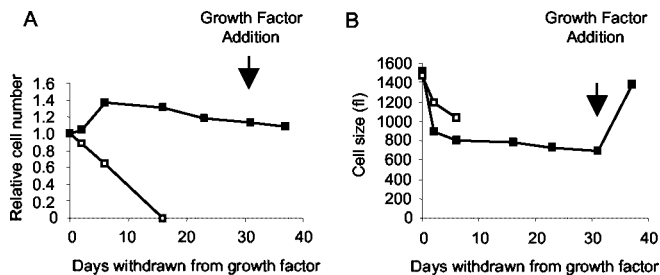 A
Growth Factor
Addition
Relative cell number
1.6
1.4
1.2
1.0
0.8
0.6
0.4
0.2
0
0 10 20 30 40
Days withdrawn from growth factor
B
Growth Factor
Addition
Cell size (fl)
1600
1400
1200
1000
800
600
400
200
0
0 10 20 30 40
Days withdrawn from growth factor